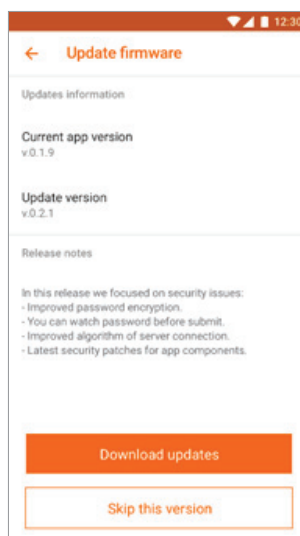 12:30
Update firmware
Updates information
Current app version
v.0.1.9
Update version
v.0.2.1
Release notes
In this release we focused on security issues:
- Improved password encryption.
- You can watch password before submit.
- Improved algorithm of server connection.
- Latest security patches for app components.
Download updates
Skip this version